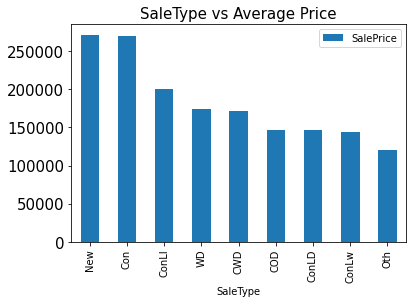 SaleType vs Average Price
SalePrice
250000
200000
150000
100000
50000
0
New Con ConLI WD CWD COD ConLD ConLw Oth
SaleType